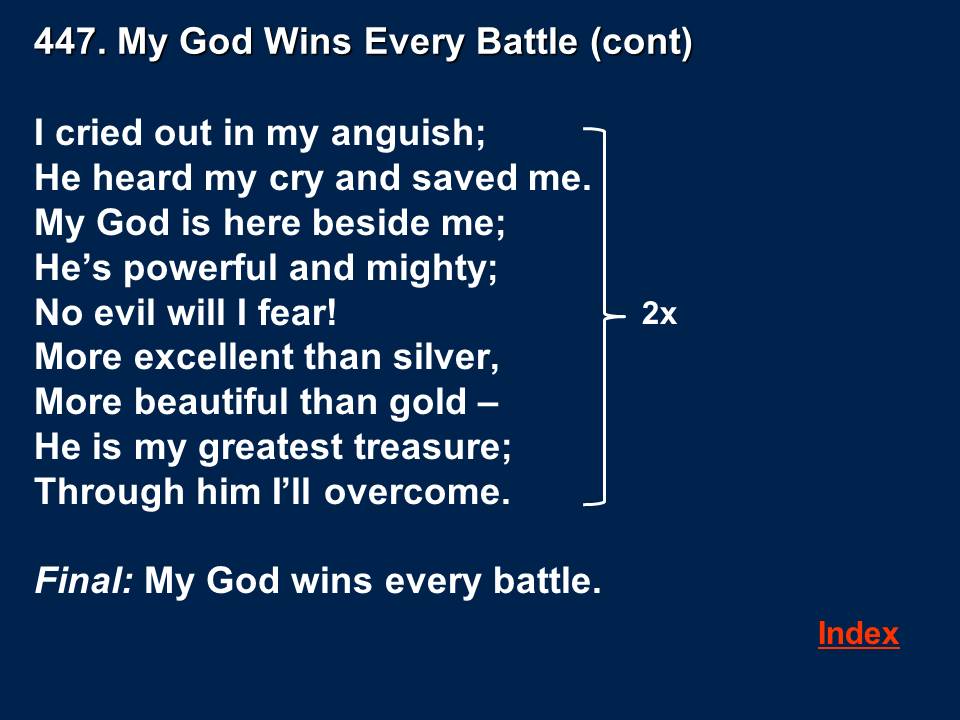 447. My God Wins Every Battle (cont)
I cried out in my anguish;
He heard my cry and saved me.
My God is here beside me;
He’s powerful and mighty;
No evil will I fear!
2x
More excellent than silver,
More beautiful than gold –
He is my greatest treasure;
Through him I’ll overcome.
Final: My God wins every battle.
Index